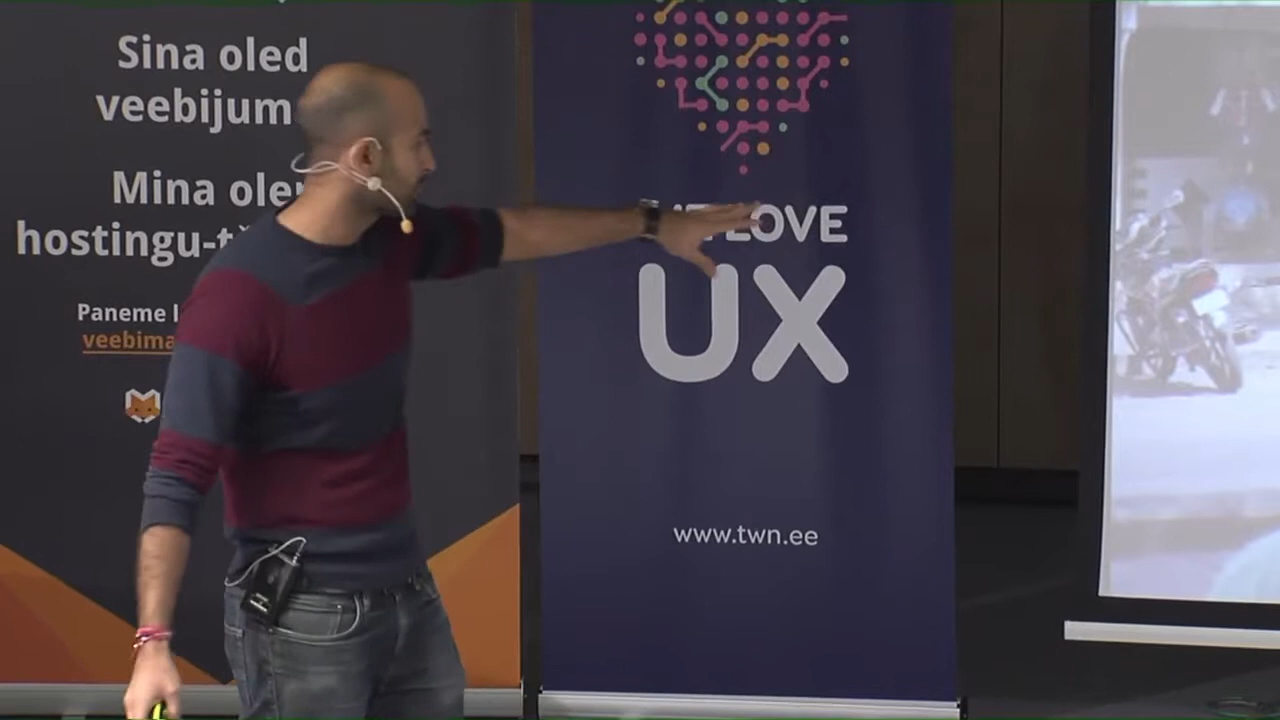 Sina oled
veebijum
Mina ole
hostingu-t
Paneme
veebima
LOVE
UX
www.twn.ee